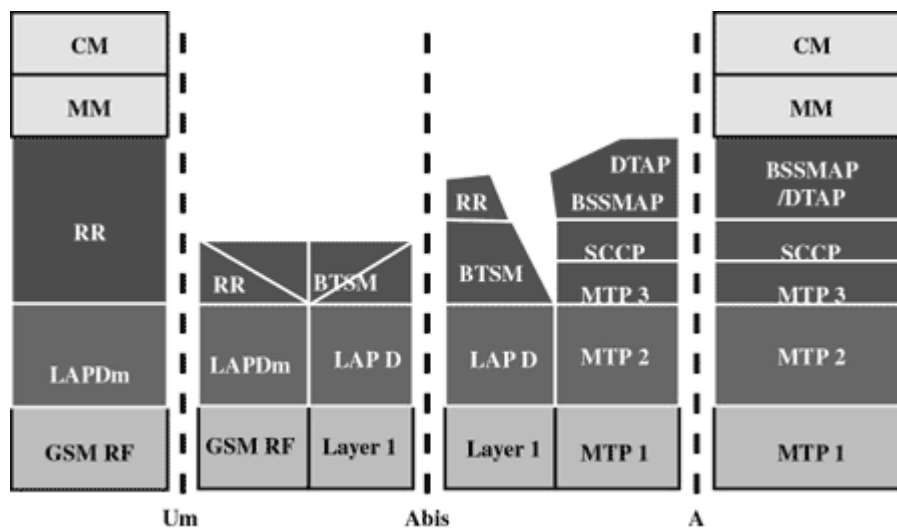 CM
MM
RR
LAPDm
GSM RF
RR
BTSM
LAPDm
LAP D
GSM RF
Layer 1
RR
BTSM
LAP D
Layer 1
DTAP
BSSMAP
SCCP
MTP 3
MTP 2
MTP 1
CM
MM
BSSMAP
/DTAP
SCCP
MTP 3
MTP 2
MTP 1
Um
Abis
A